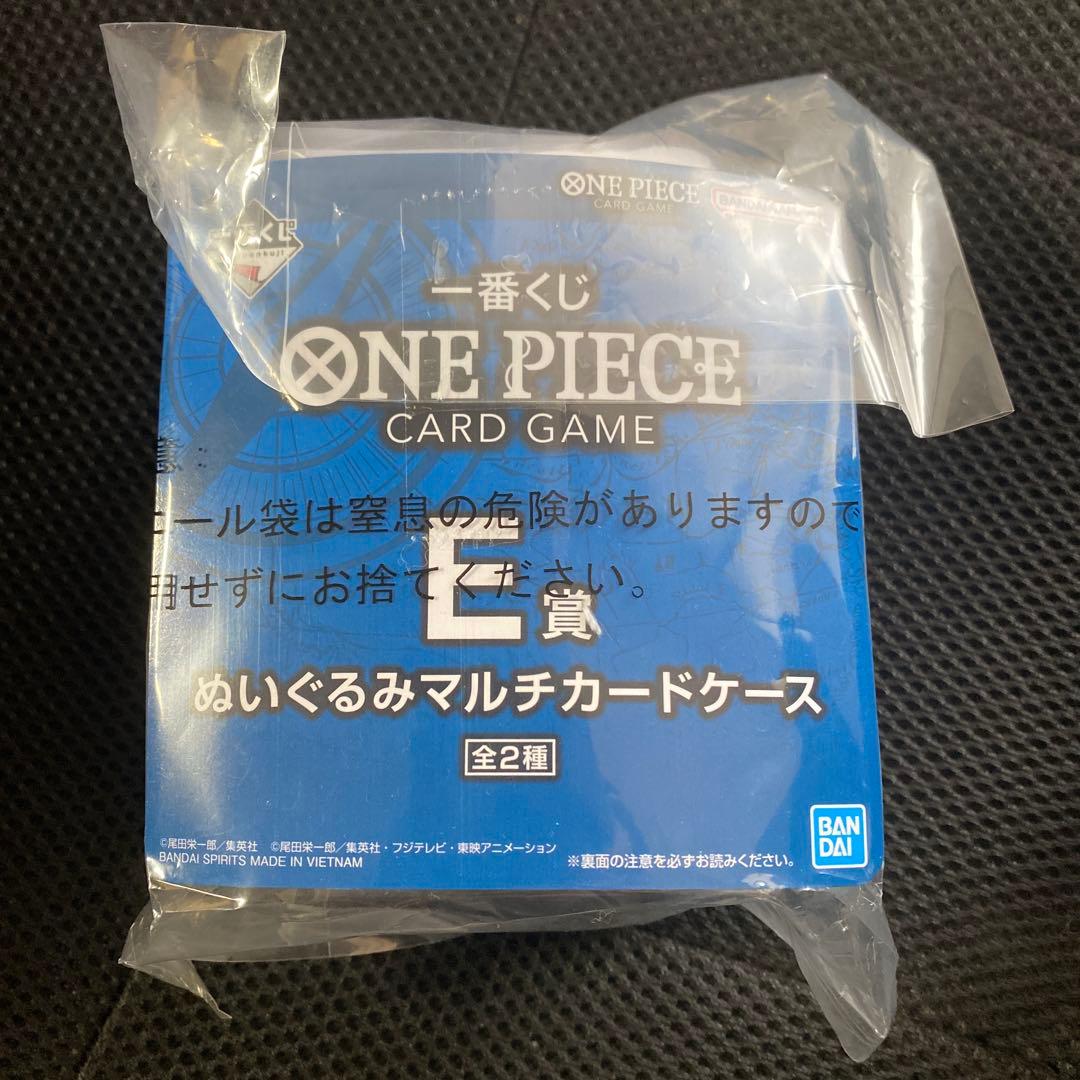 ONE PIECE
CARD GAME
一番くじ
ONE PIECE
CARD GAME
ニール袋は窒息の危険がありますので
用せずにお捨てください。
E賞
ぬいぐるみマルチカードケース
全2種
©尾田栄一郎／集英社 ©尾田栄一郎／集英社・フジテレビ・東映アニメーション
BANDAI SPIRITS MADE IN VIETNAM
※裏面の注意を必ずお読みください。
BAN
DAI